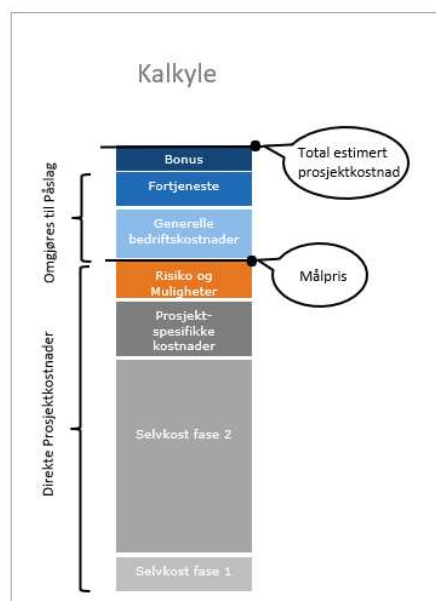 Kalkyle
Total estimert
prosjektkostnad
Bonus
Fortjeneste
Generelle
bedriftskostnader
Omgjøres til Påslag
Målpris
Risiko og
Muligheter
Prosjekt-
spesifikke
kostnader
Selvkost fase 2
Selvkost fase 1
Direkte Prosjektkostnader